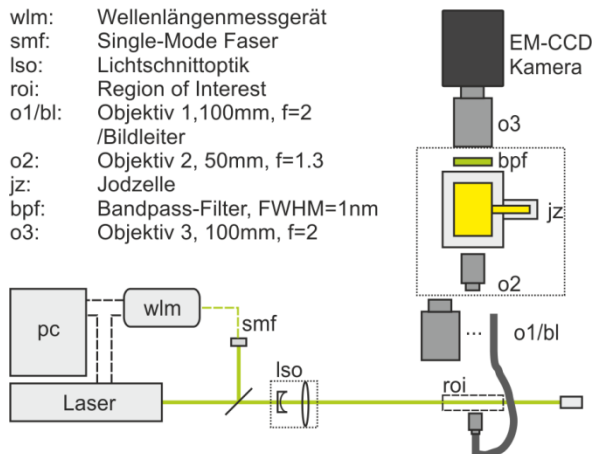 wlm: Wellenlängenmessgerät
smf: Single-Mode Faser
lso: Lichtschnittoptik
roi: Region of Interest
o1/bl: Objektiv 1,100mm, f=2
/Bildleiter
o2: Objektiv 2, 50mm, f=1.3
jz: Jodzelle
bpf: Bandpass-Filter, FWHM=1nm
o3: Objektiv 3, 100mm, f=2
EM-CCD
Kamera
o3
bpf
jz
o2
... o1/bl
pc
wlm
smf
lso
roi
Laser